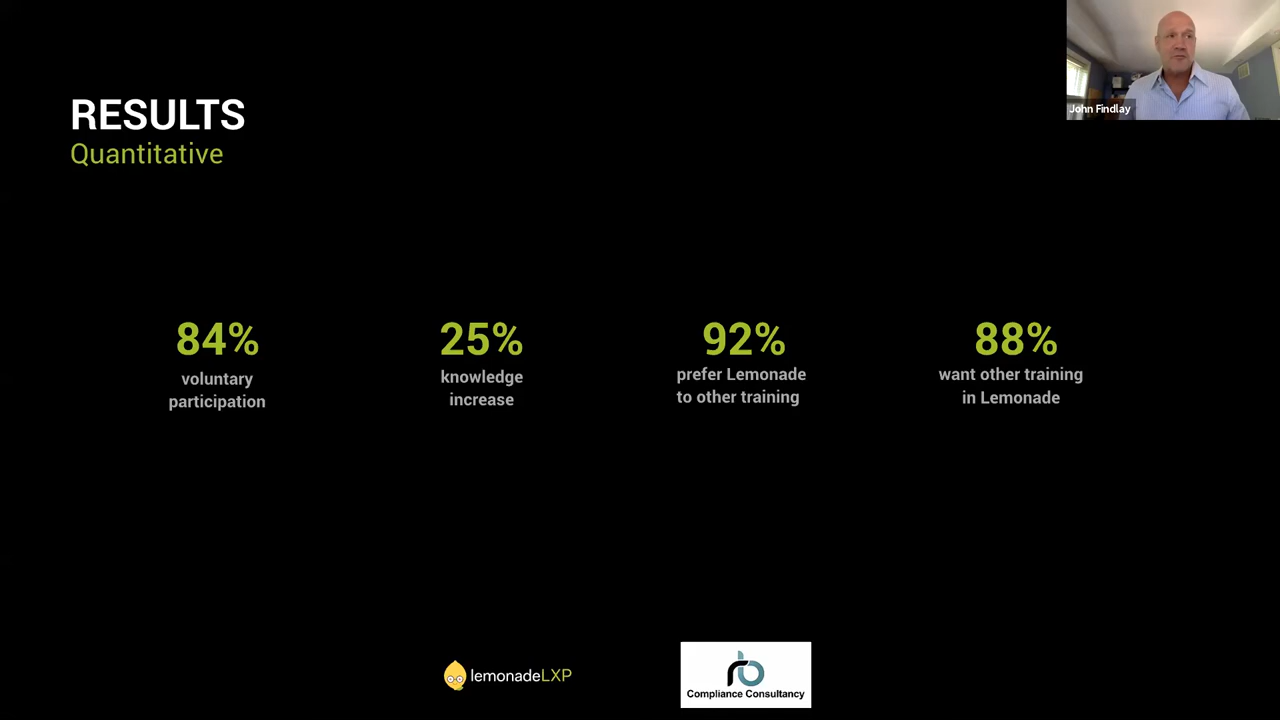 John Findlay
RESULTS
Quantitative
84%
voluntary
participation
25%
knowledge
increase
92%
prefer Lemonade
to other training
88%
want other training
in Lemonade
lemonadeLXP
rb
Compliance Consultancy